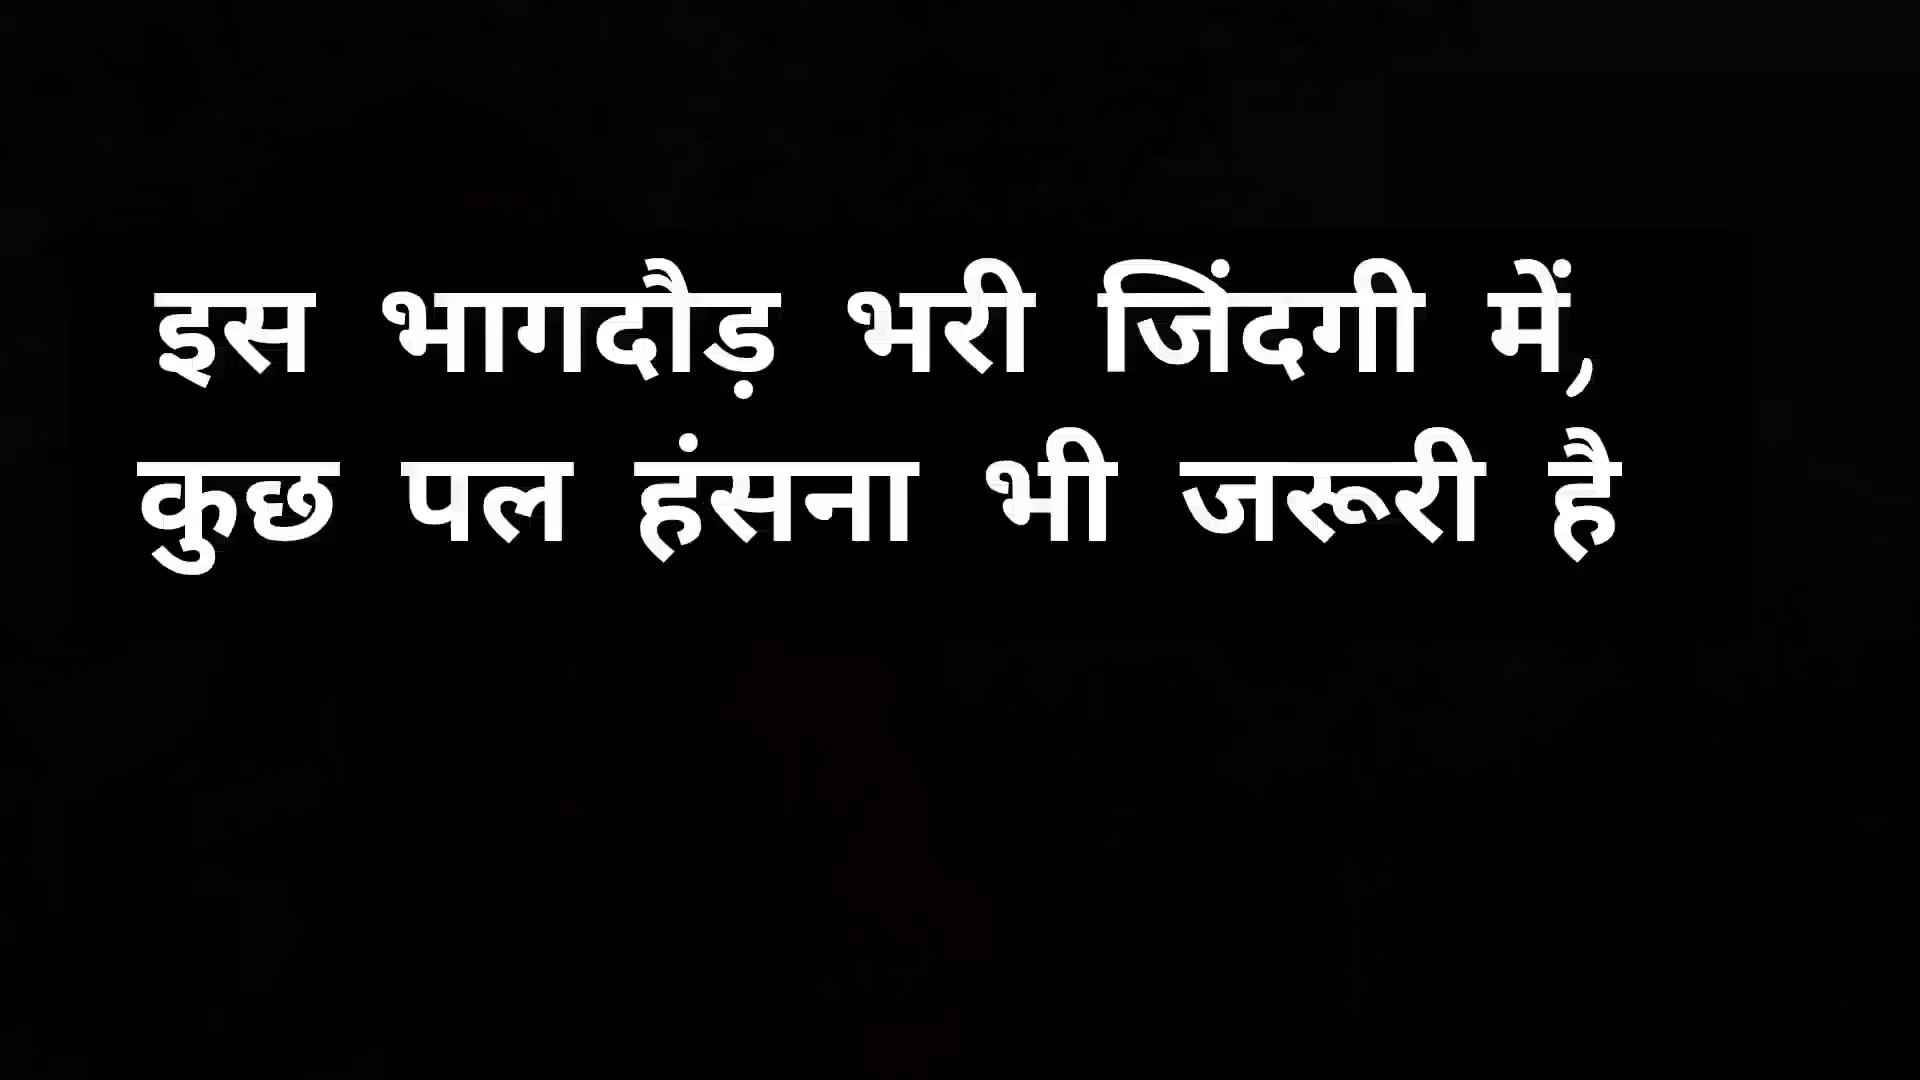 इस भागदौड़ भरी जिंदगी में,
कुछ पल हंसना भी जरूरी है